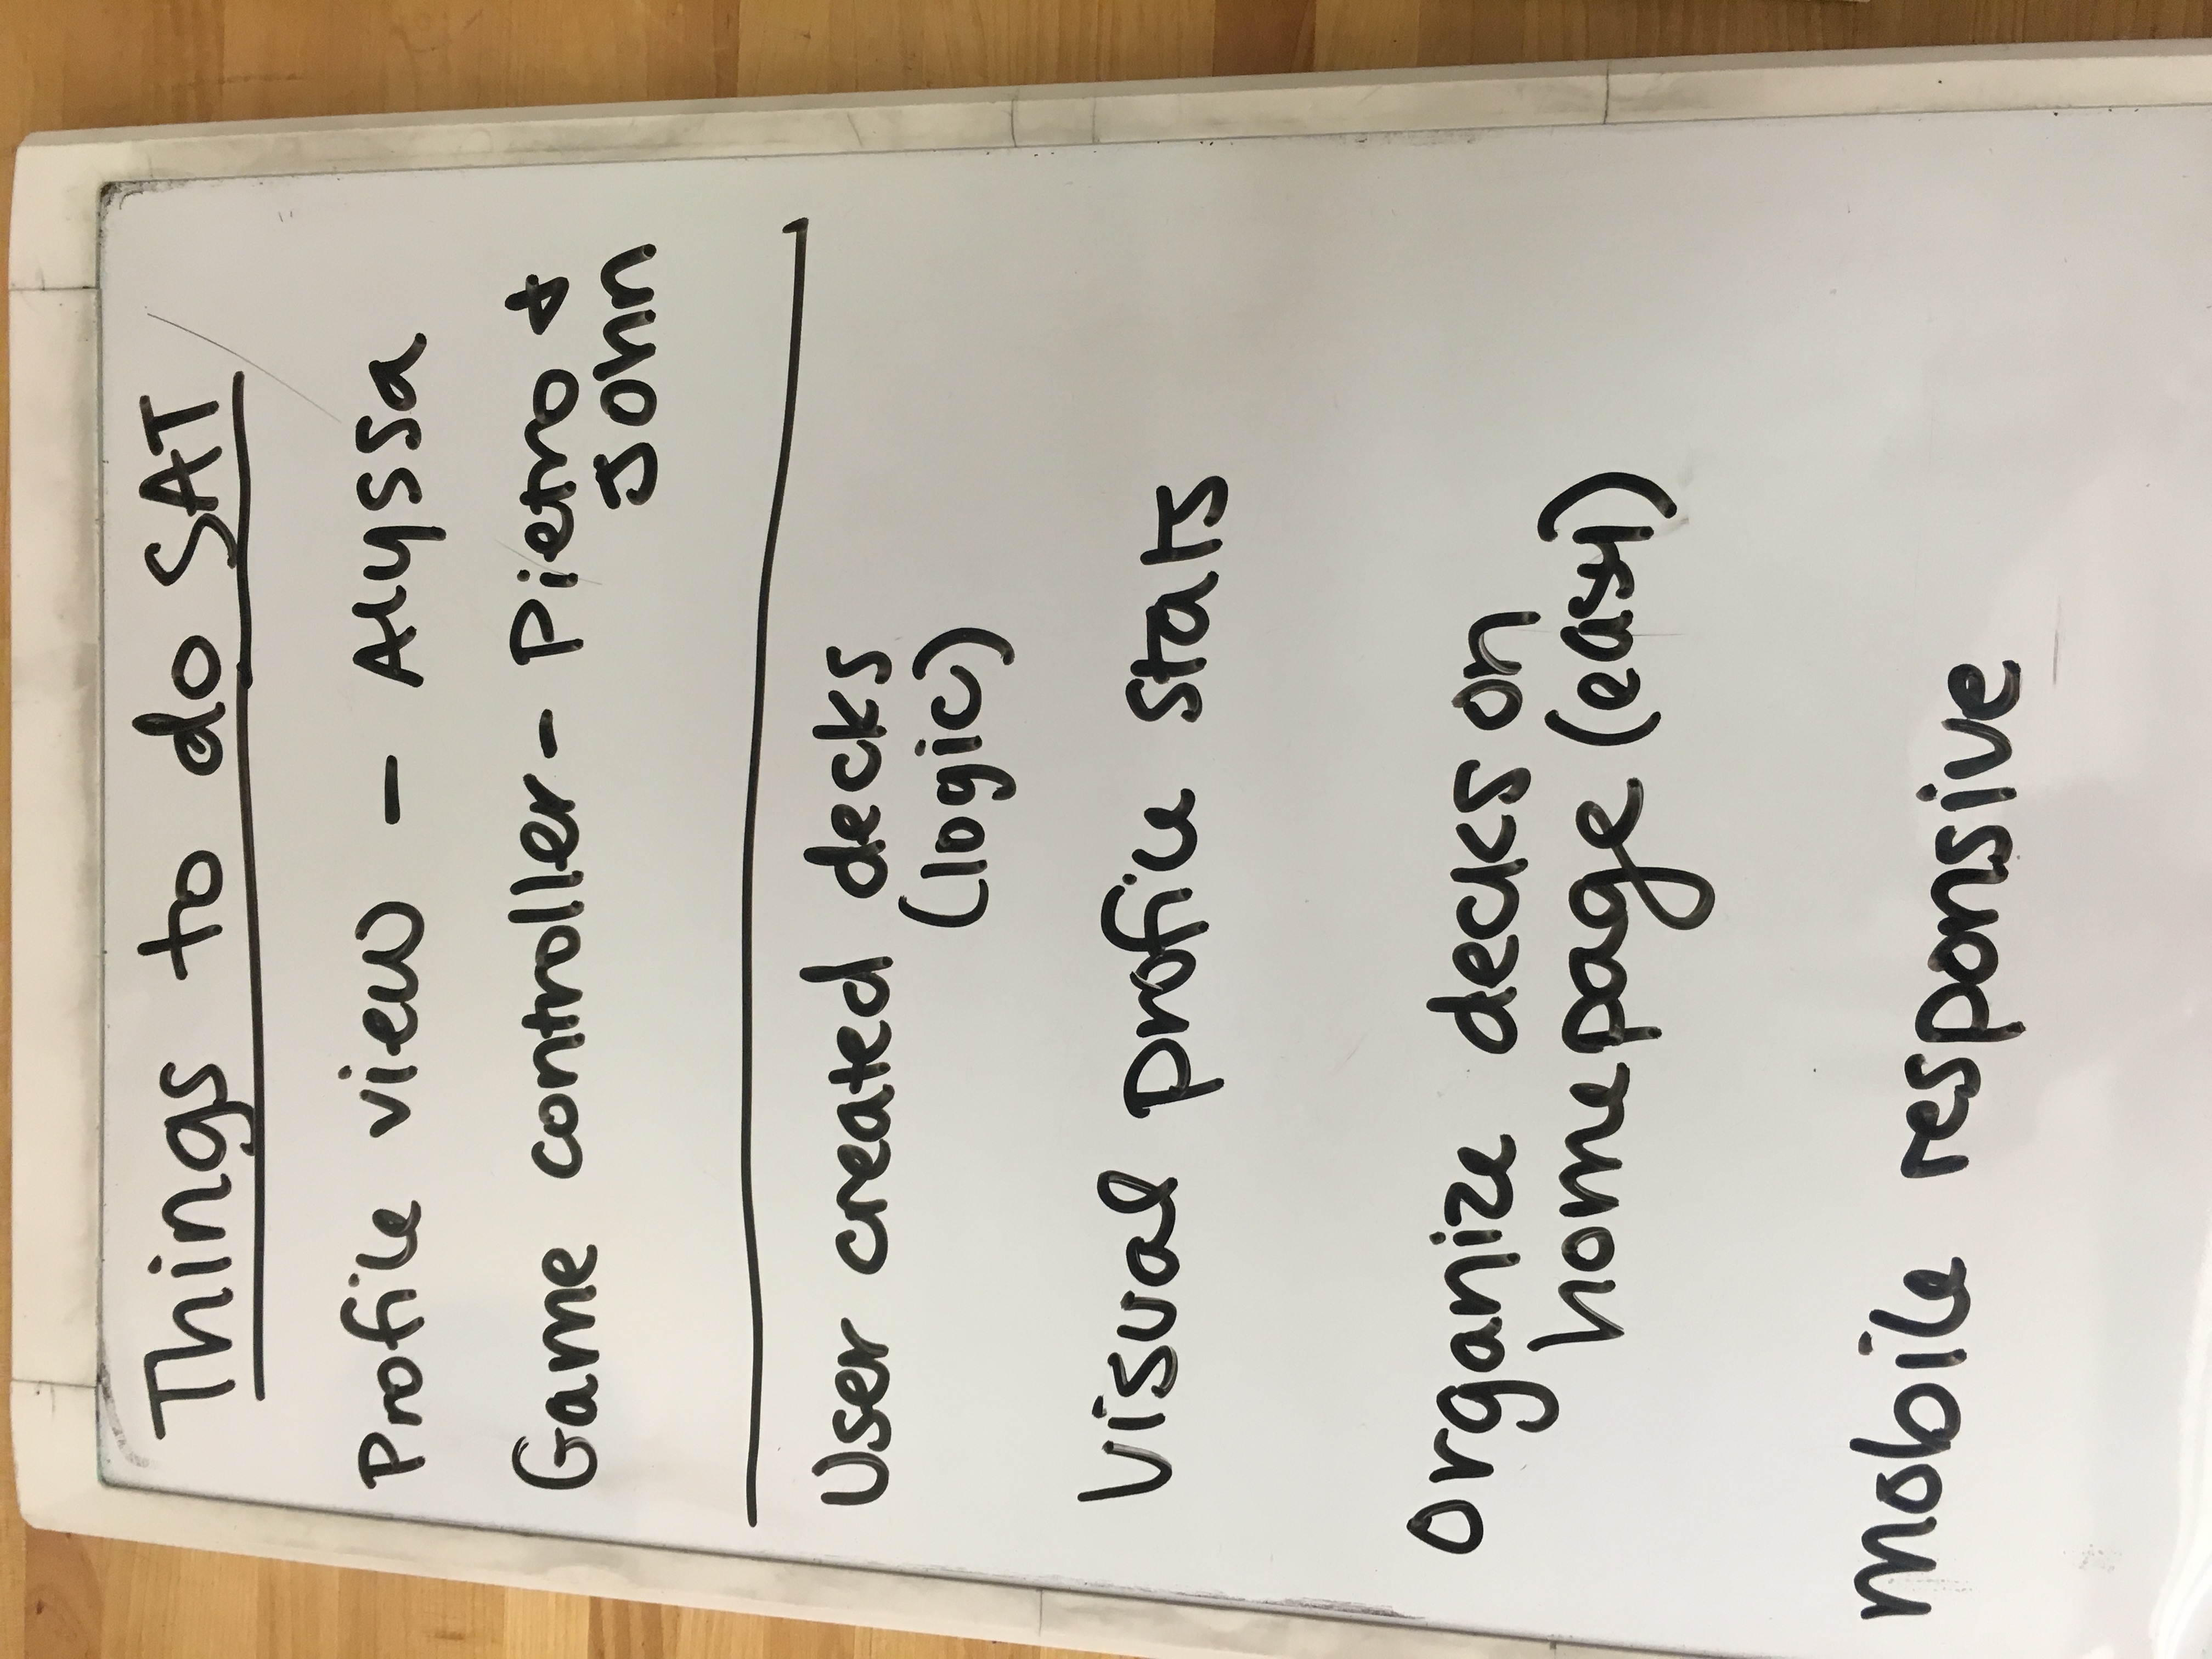 Things to do SAT
Profile view - Alyssa
Game controller - Pietro &
John
User created decks
(logic)
Visual profile stats
Organize decks on
homepage (easy)
mobile responsive